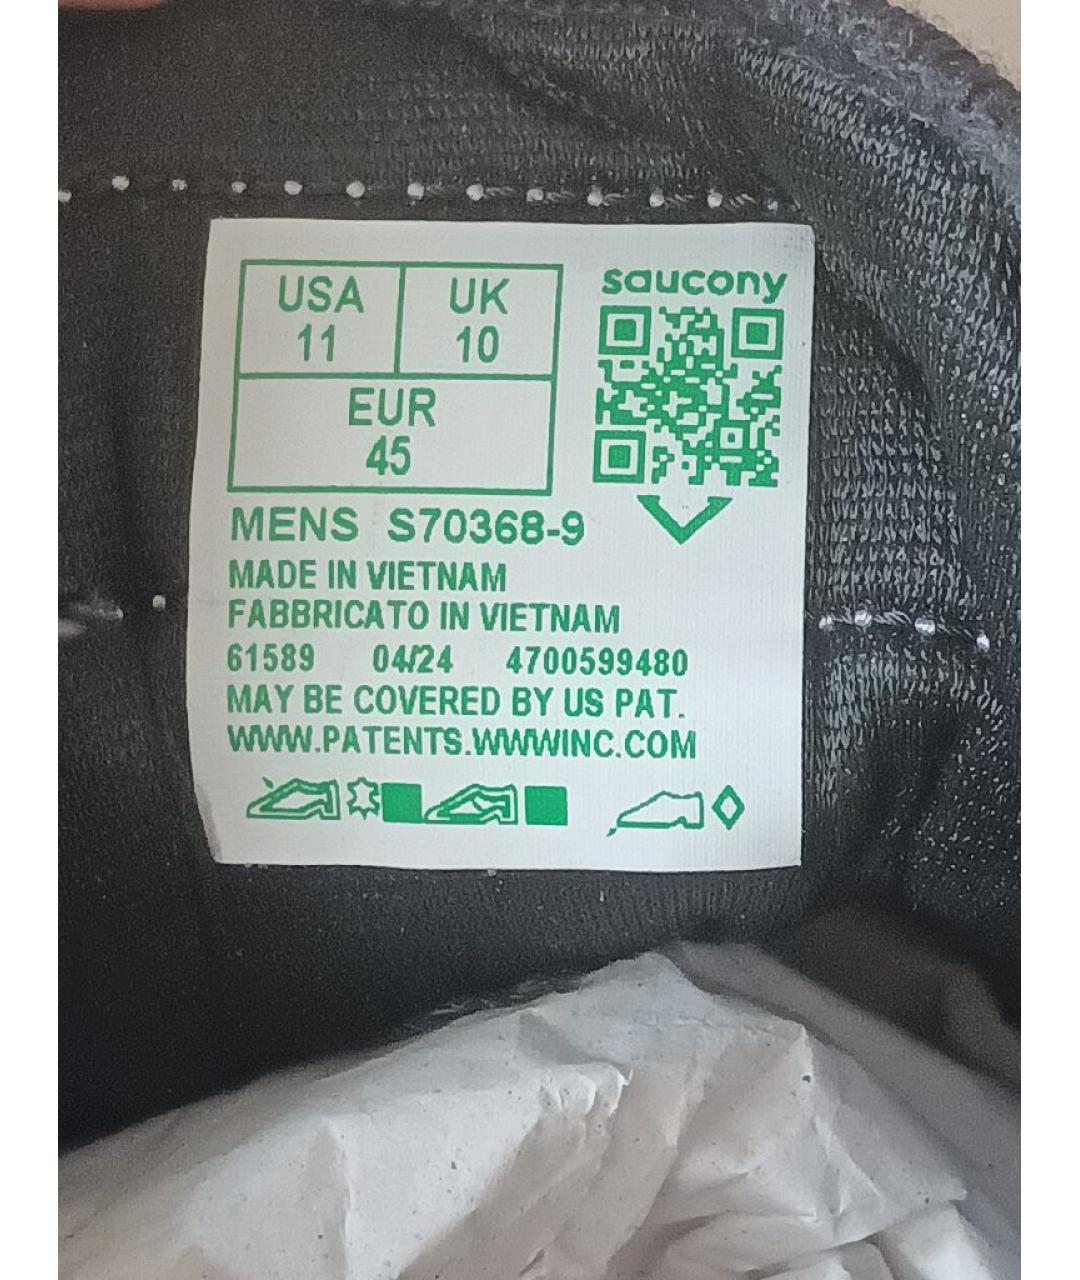 USA
11
UK
10
EUR
45
saucony
MENS S70368-9
MADE IN VIETNAM
FABBRICATO IN VIETNAM
61589 04/24 4700599480
MAY BE COVERED BY US PAT.
WWW.PATENTS.WWWINC.COM